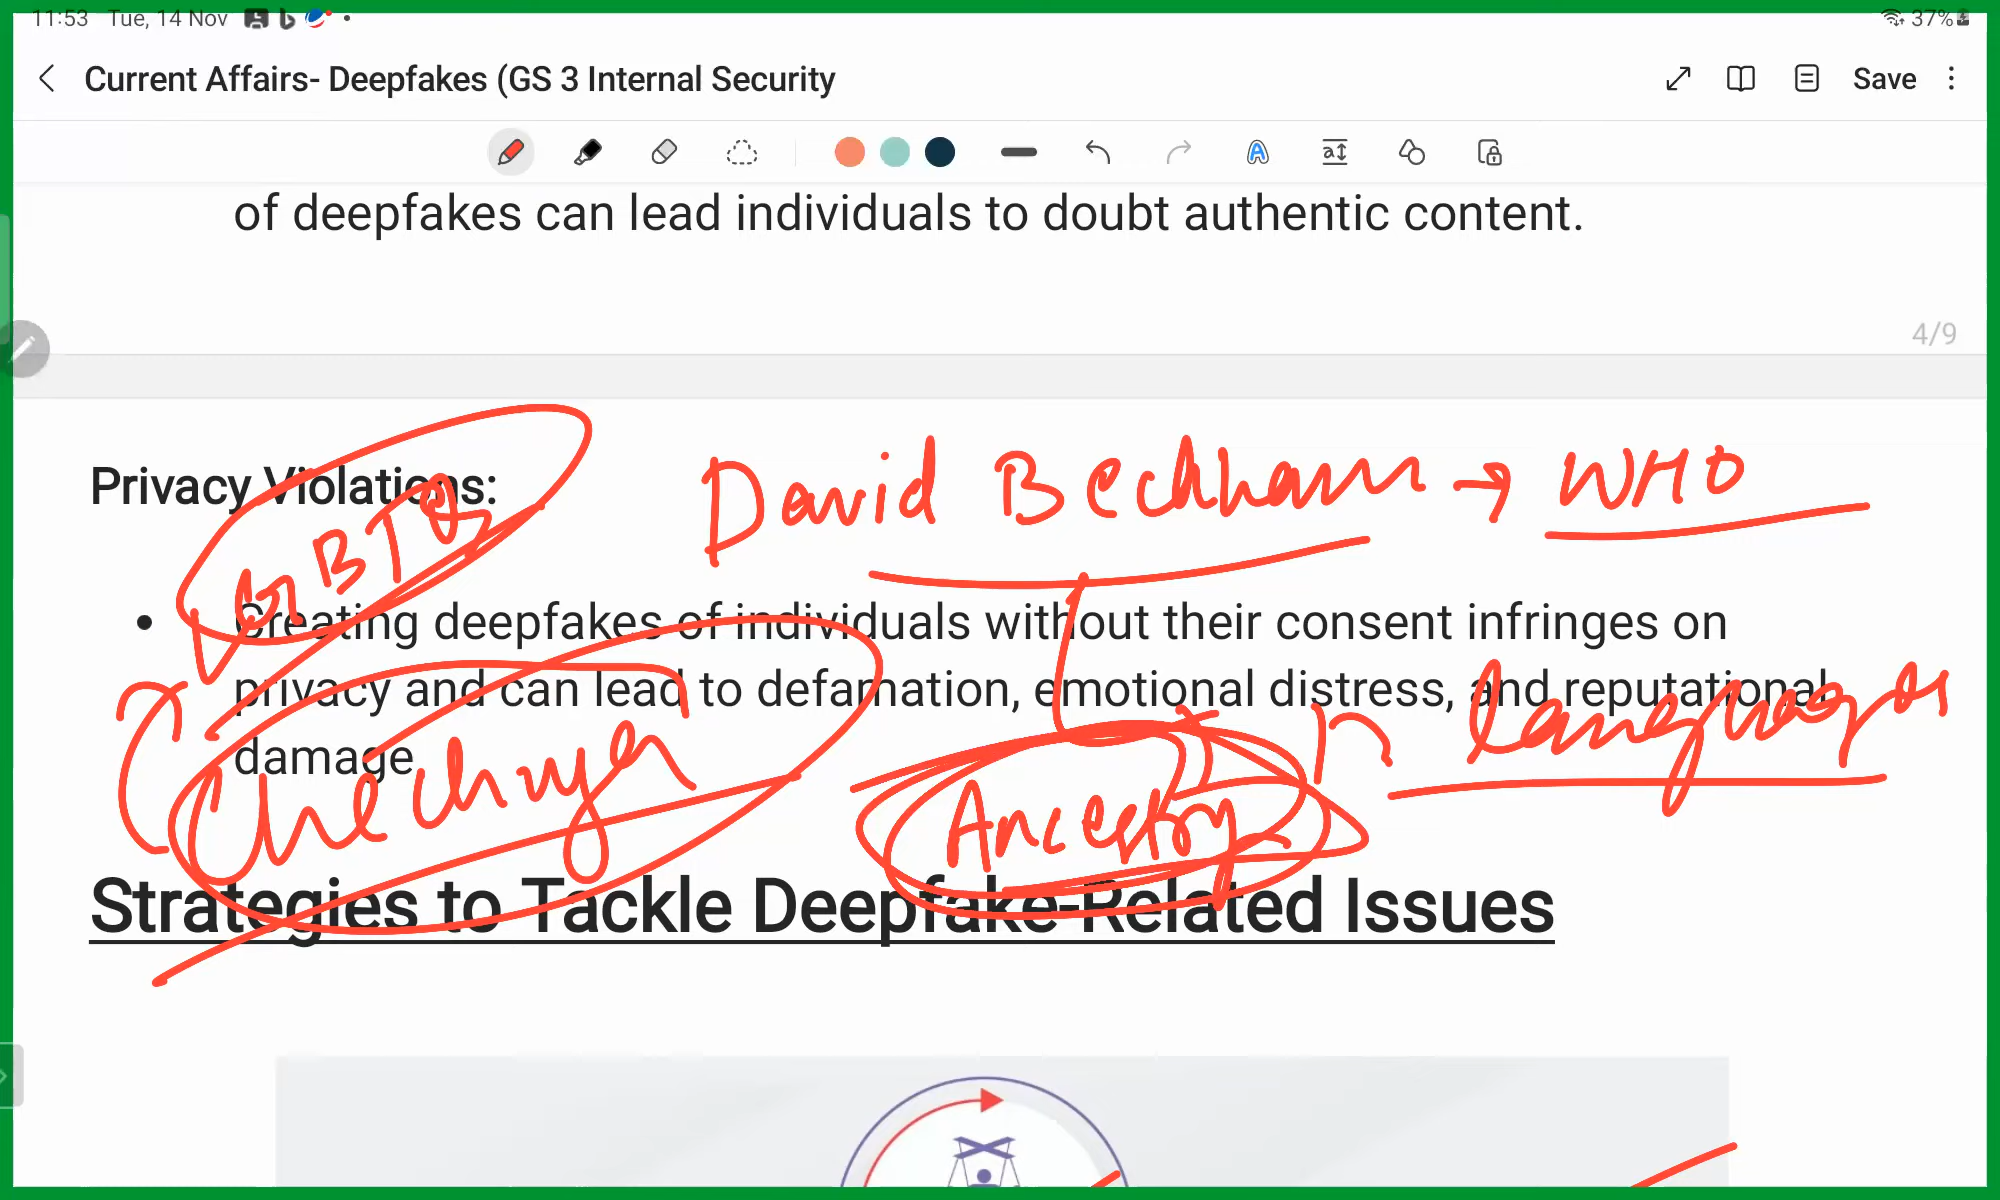 11:53 Tue, 14 Nov
37%
Current Affairs- Deepfakes (GS 3 Internal Security
Save
of deepfakes can lead individuals to doubt authentic content.
4/9
Privacy Violations:
David Beckham → WHO
LGBTQ
• Creating deepfakes of individuals without their consent infringes on
privacy and can lead to defamation, emotional distress, and reputational
damage
languages
Chechnya
Ancestry
Strategies to Tackle Deepfake-Related Issues